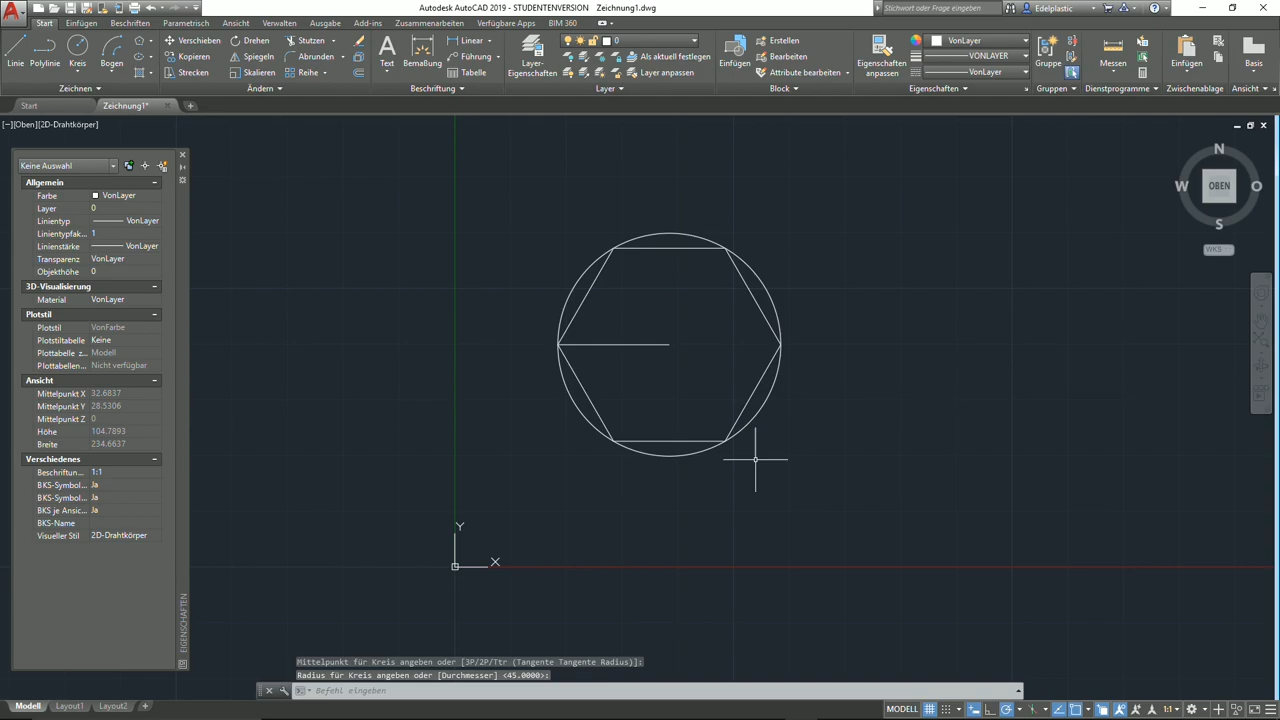 Autodesk AutoCAD 2019 - STUDENTENVERSION Zeichnung1.dwg
Stichwort oder Frage eingeben
Edelplastic
Start Einfügen Beschriften Parametrisch Ansicht Verwalten Ausgabe Add-ins Zusammenarbeiten Verfügbare Apps BIM 360
Linie Polylinie Kreis Bogen
Verschieben Drehen Stutzen
Kopieren Spiegeln Abrunden
Strecken Skalieren Reihe
Text Bemaßung
Linear
Führung
Tabelle
Layer-
Eigenschaften
0
Als aktuell festlegen
Layer anpassen
Einfügen
Erstellen
Bearbeiten
Attribute bearbeiten
Eigenschaften
anpassen
VonLayer
VONLAYER
VonLayer
Gruppe
Messen
Einfügen
Basis
Zeichnen Ändern Beschriftung Layer Block Eigenschaften Gruppen Dienstprogramme Zwischenablage Ansicht
Start Zeichnung1*
[−][Oben][2D-Drahtkörper]
Keine Auswahl
Allgemein
Farbe VonLayer
Layer 0
Linientyp VonLayer
Linientypfak... 1
Linienstärke VonLayer
Transparenz VonLayer
Objekthöhe 0
3D-Visualisierung
Material VonLayer
Plotstil
Plotstil VonFarbe
Plotstiltabelle Keine
Plottabelle z... Modell
Plottabellen... Nicht verfügbar
Ansicht
Mittelpunkt X 32.6837
Mittelpunkt Y 28.5306
Mittelpunkt Z 0
Höhe 104.7893
Breite 234.6637
Verschiedenes
Beschriftun... 1:1
BKS-Symbol... Ja
BKS-Symbol... Ja
BKS je Ansic... Ja
BKS-Name
Visueller Stil 2D-Drahtkörper
EIGENSCHAFTEN
N
W OBEN O
S
WKS
Y
X
Mittelpunkt für Kreis angeben oder [3P/2P/Ttr (Tangente Tangente Radius)]:
Radius für Kreis angeben oder [Durchmesser] <45.0000>:
Befehl eingeben
Modell Layout1 Layout2
MODELL 1:1